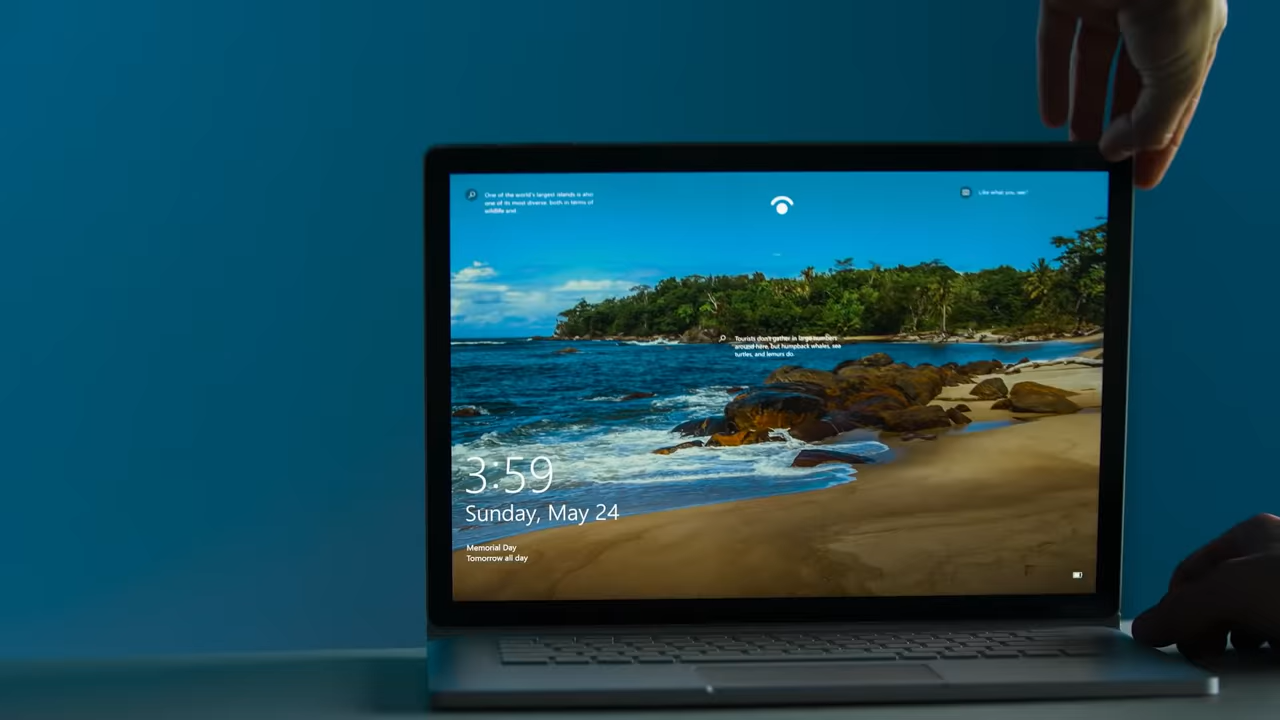 One of the world's largest islands is also
one of its most diverse, both in terms of
wildlife and.
Like what you see?
Tourists don't gather in large numbers
around here, but humpback whales, sea
turtles, and lemurs do.
3:59
Sunday, May 24
Memorial Day
Tomorrow all day